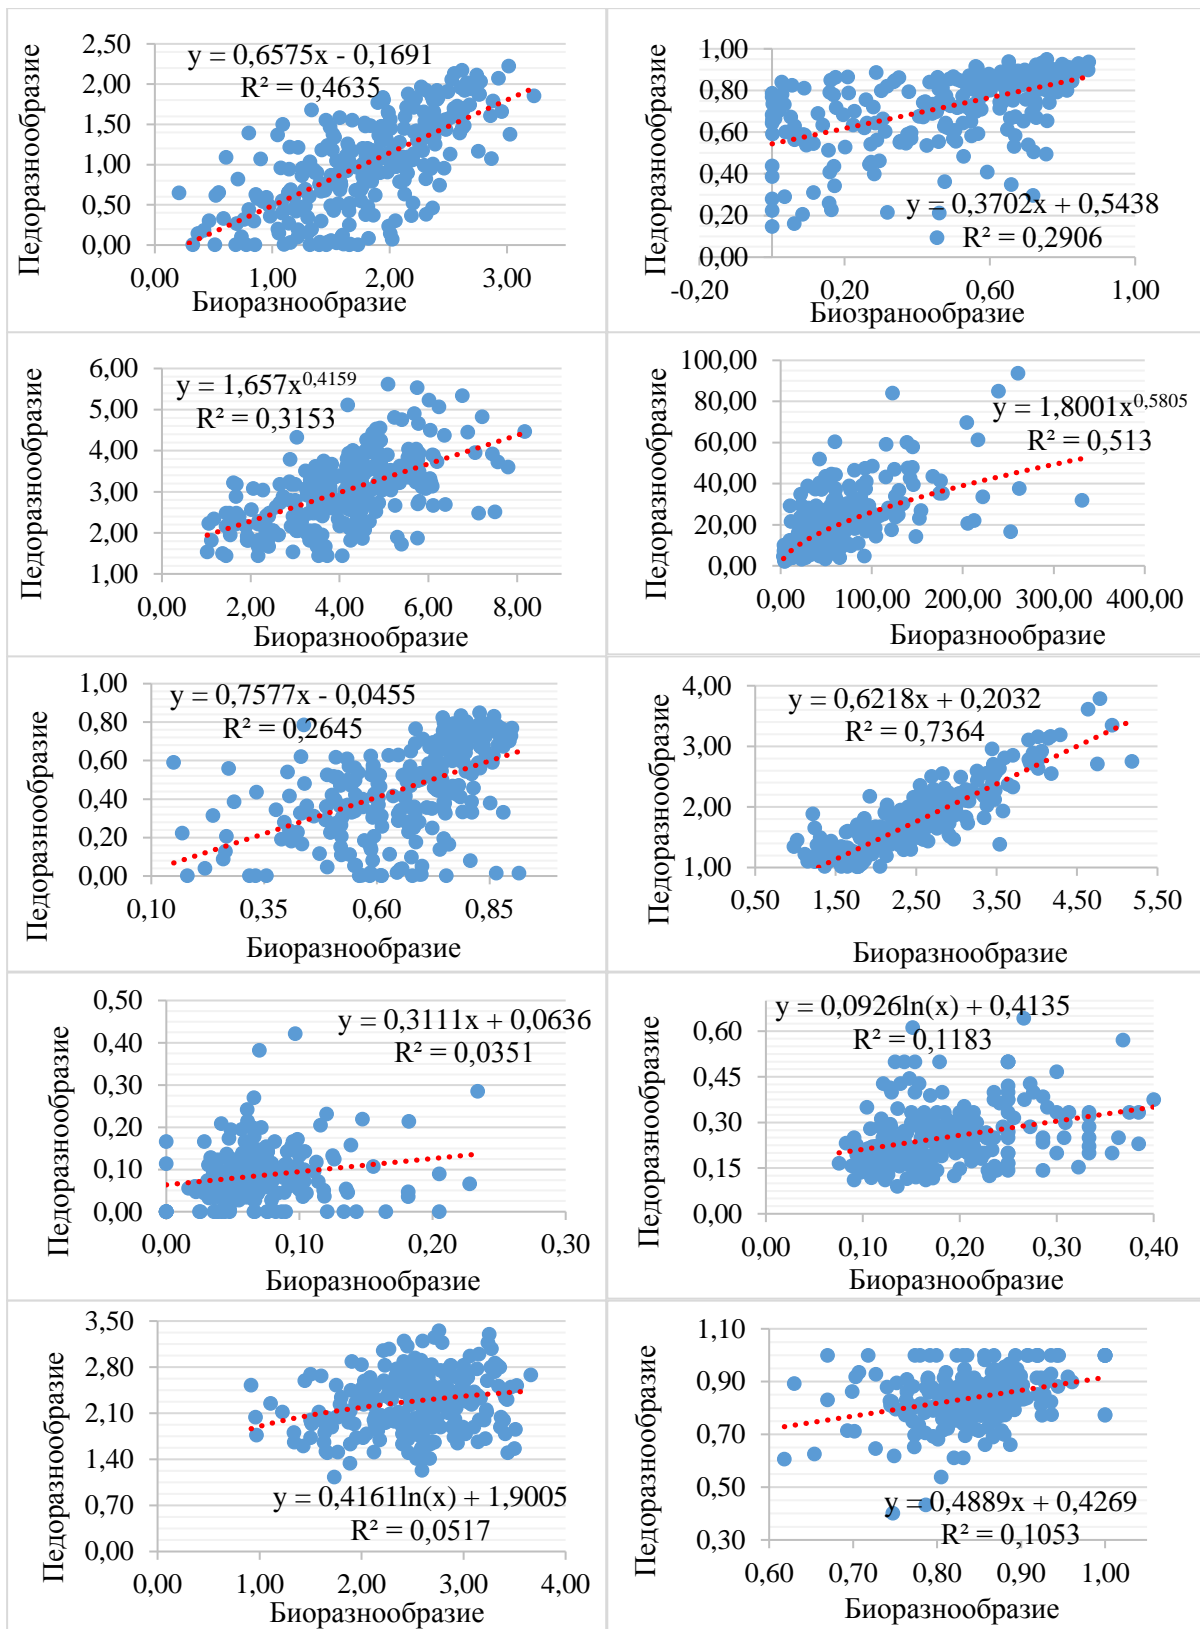 Педоразнообразие
2,50
2,00
1,50
1,00
0,50
0,00
y = 0,6575x - 0,1691
R² = 0,4635
0,00 1,00 2,00 3,00
Биоразнообразие
Педоразнообразие
1,00
0,80
0,60
0,40
0,20
0,00
y = 0,3702x + 0,5438
R² = 0,2906
-0,20 0,20 0,60 1,00
Биозранообразие
Педоразнообразие
6,00
5,00
4,00
3,00
2,00
1,00
y = 1,657x^0,4159
R² = 0,3153
0,00 2,00 4,00 6,00 8,00
Биоразнообразие
Педоразнообразие
100,00
80,00
60,00
40,00
20,00
0,00
y = 1,8001x^0,5805
R² = 0,513
0,00 100,00 200,00 300,00 400,00
Биоразнообразие
Педоразнообразие
1,00
0,80
0,60
0,40
0,20
0,00
y = 0,7577x - 0,0455
R² = 0,2645
0,10 0,35 0,60 0,85
Биоразнообразие
Педоразнообразие
4,00
3,00
2,00
1,00
y = 0,6218x + 0,2032
R² = 0,7364
0,50 1,50 2,50 3,50 4,50 5,50
Биоразнообразие
Педоразнообразие
0,50
0,40
0,30
0,20
0,10
0,00
y = 0,3111x + 0,0636
R² = 0,0351
0,00 0,10 0,20 0,30
Биоразнообразие
Педоразнообразие
0,60
0,45
0,30
0,15
0,00
y = 0,0926ln(x) + 0,4135
R² = 0,1183
0,00 0,10 0,20 0,30 0,40
Биоразнообразие
Педоразнообразие
3,50
2,80
2,10
1,40
0,70
0,00
y = 0,4161ln(x) + 1,9005
R² = 0,0517
0,00 1,00 2,00 3,00 4,00
Биоразнообразие
Педоразнообразие
1,10
0,90
0,70
0,50
0,30
y = 0,4889x + 0,4269
R² = 0,1053
0,60 0,70 0,80 0,90 1,00
Биоразнообразие